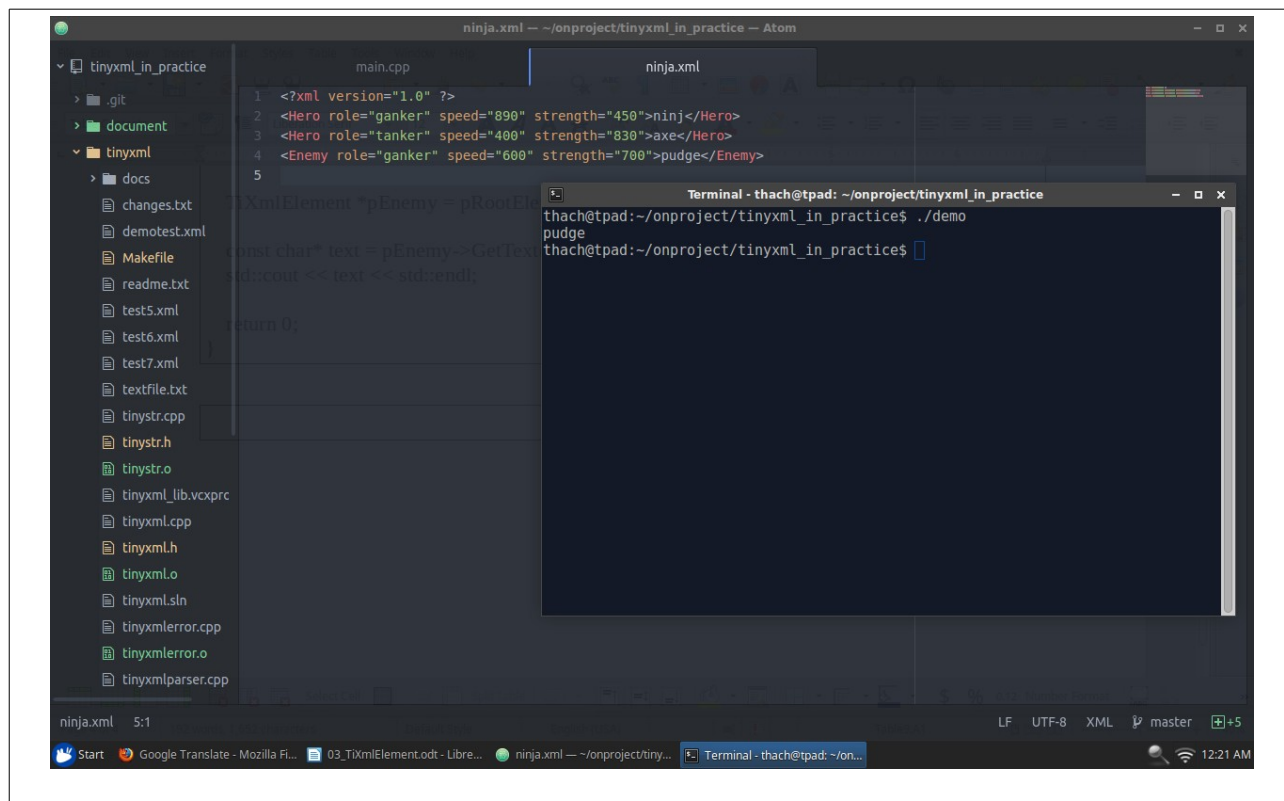 ninja.xml — ~/onproject/tinyxml_in_practice — Atom
tinyxml_in_practice
.git
document
tinyxml
docs
changes.txt
demotest.xml
Makefile
readme.txt
test5.xml
test6.xml
test7.xml
textfile.txt
tinystr.cpp
tinystr.h
tinystr.o
tinyxml_lib.vcxprc
tinyxml.cpp
tinyxml.h
tinyxml.o
tinyxml.sln
tinyxmlerror.cpp
tinyxmlerror.o
tinyxmlparser.cpp
main.cpp
ninja.xml
1 <?xml version="1.0" ?>
2 <Hero role="ganker" speed="890" strength="450">ninj</Hero>
3 <Hero role="tanker" speed="400" strength="830">axe</Hero>
4 <Enemy role="ganker" speed="600" strength="700">pudge</Enemy>
5
TiXmlElement *pEnemy = pRootEle
const char* text = pEnemy->GetText
std::cout << text << std::endl;
return 0;
}
Terminal - thach@tpad: ~/onproject/tinyxml_in_practice
thach@tpad:~/onproject/tinyxml_in_practice$ ./demo
pudge
thach@tpad:~/onproject/tinyxml_in_practice$
ninja.xml 5:1
LF UTF-8 XML master +5
Start Google Translate - Mozilla Fi... 03_TiXmlElement.odt - Libre... ninja.xml — ~/onproject/tiny... Terminal - thach@tpad: ~/on... 12:21 AM